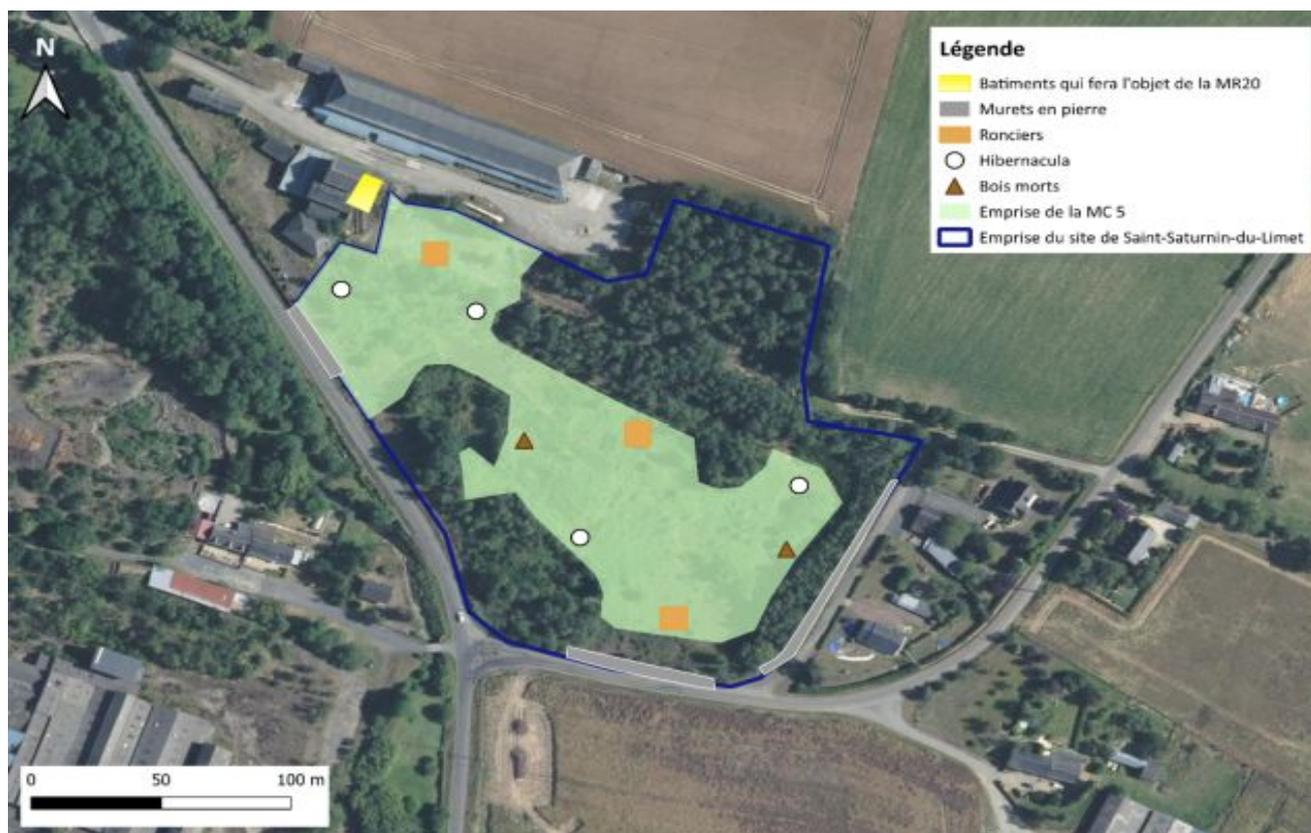 N
Légende
Batiments qui fera l'objet de la MR20
Murets en pierre
Ronciers
Hibernacula
Bois morts
Emprise de la MC 5
Emprise du site de Saint-Saturnin-du-Limet
0 50 100 m